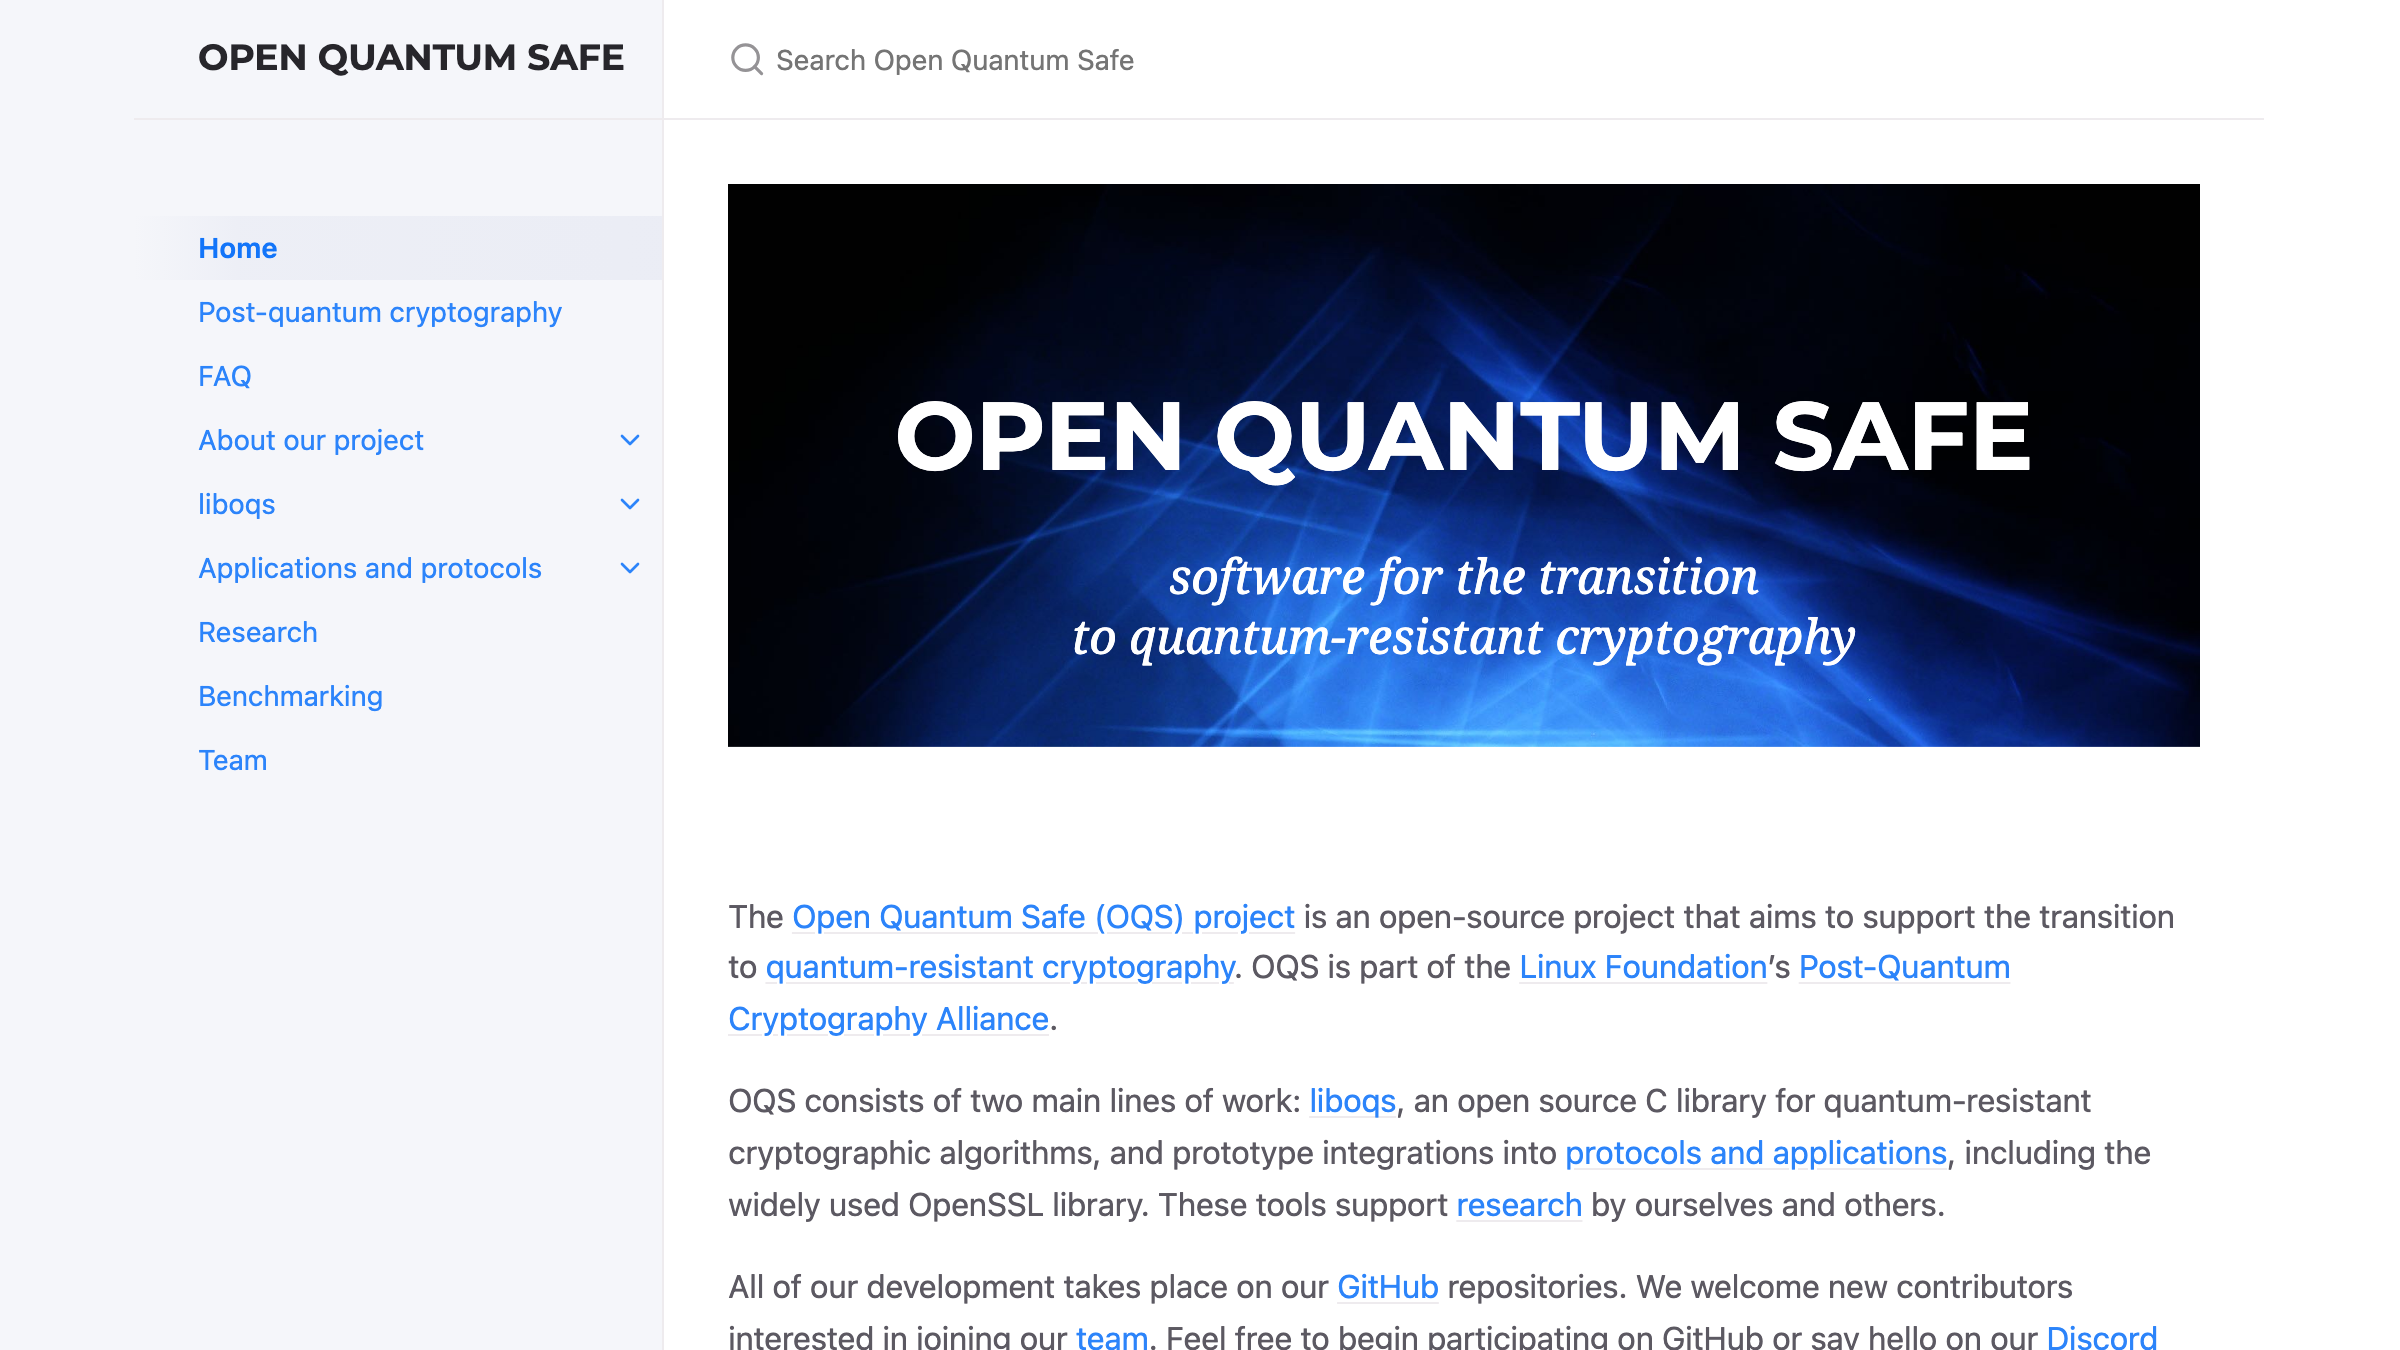 OPEN QUANTUM SAFE
Search Open Quantum Safe
Home
Post-quantum cryptography
FAQ
About our project
liboqs
Applications and protocols
Research
Benchmarking
Team
OPEN QUANTUM SAFE
software for the transition
to quantum-resistant cryptography
The Open Quantum Safe (OQS) project is an open-source project that aims to support the transition
to quantum-resistant cryptography. OQS is part of the Linux Foundation’s Post-Quantum
Cryptography Alliance.
OQS consists of two main lines of work: liboqs, an open source C library for quantum-resistant
cryptographic algorithms, and prototype integrations into protocols and applications, including the
widely used OpenSSL library. These tools support research by ourselves and others.
All of our development takes place on our GitHub repositories. We welcome new contributors
interested in joining our team. Feel free to begin participating on GitHub or say hello on our Discord